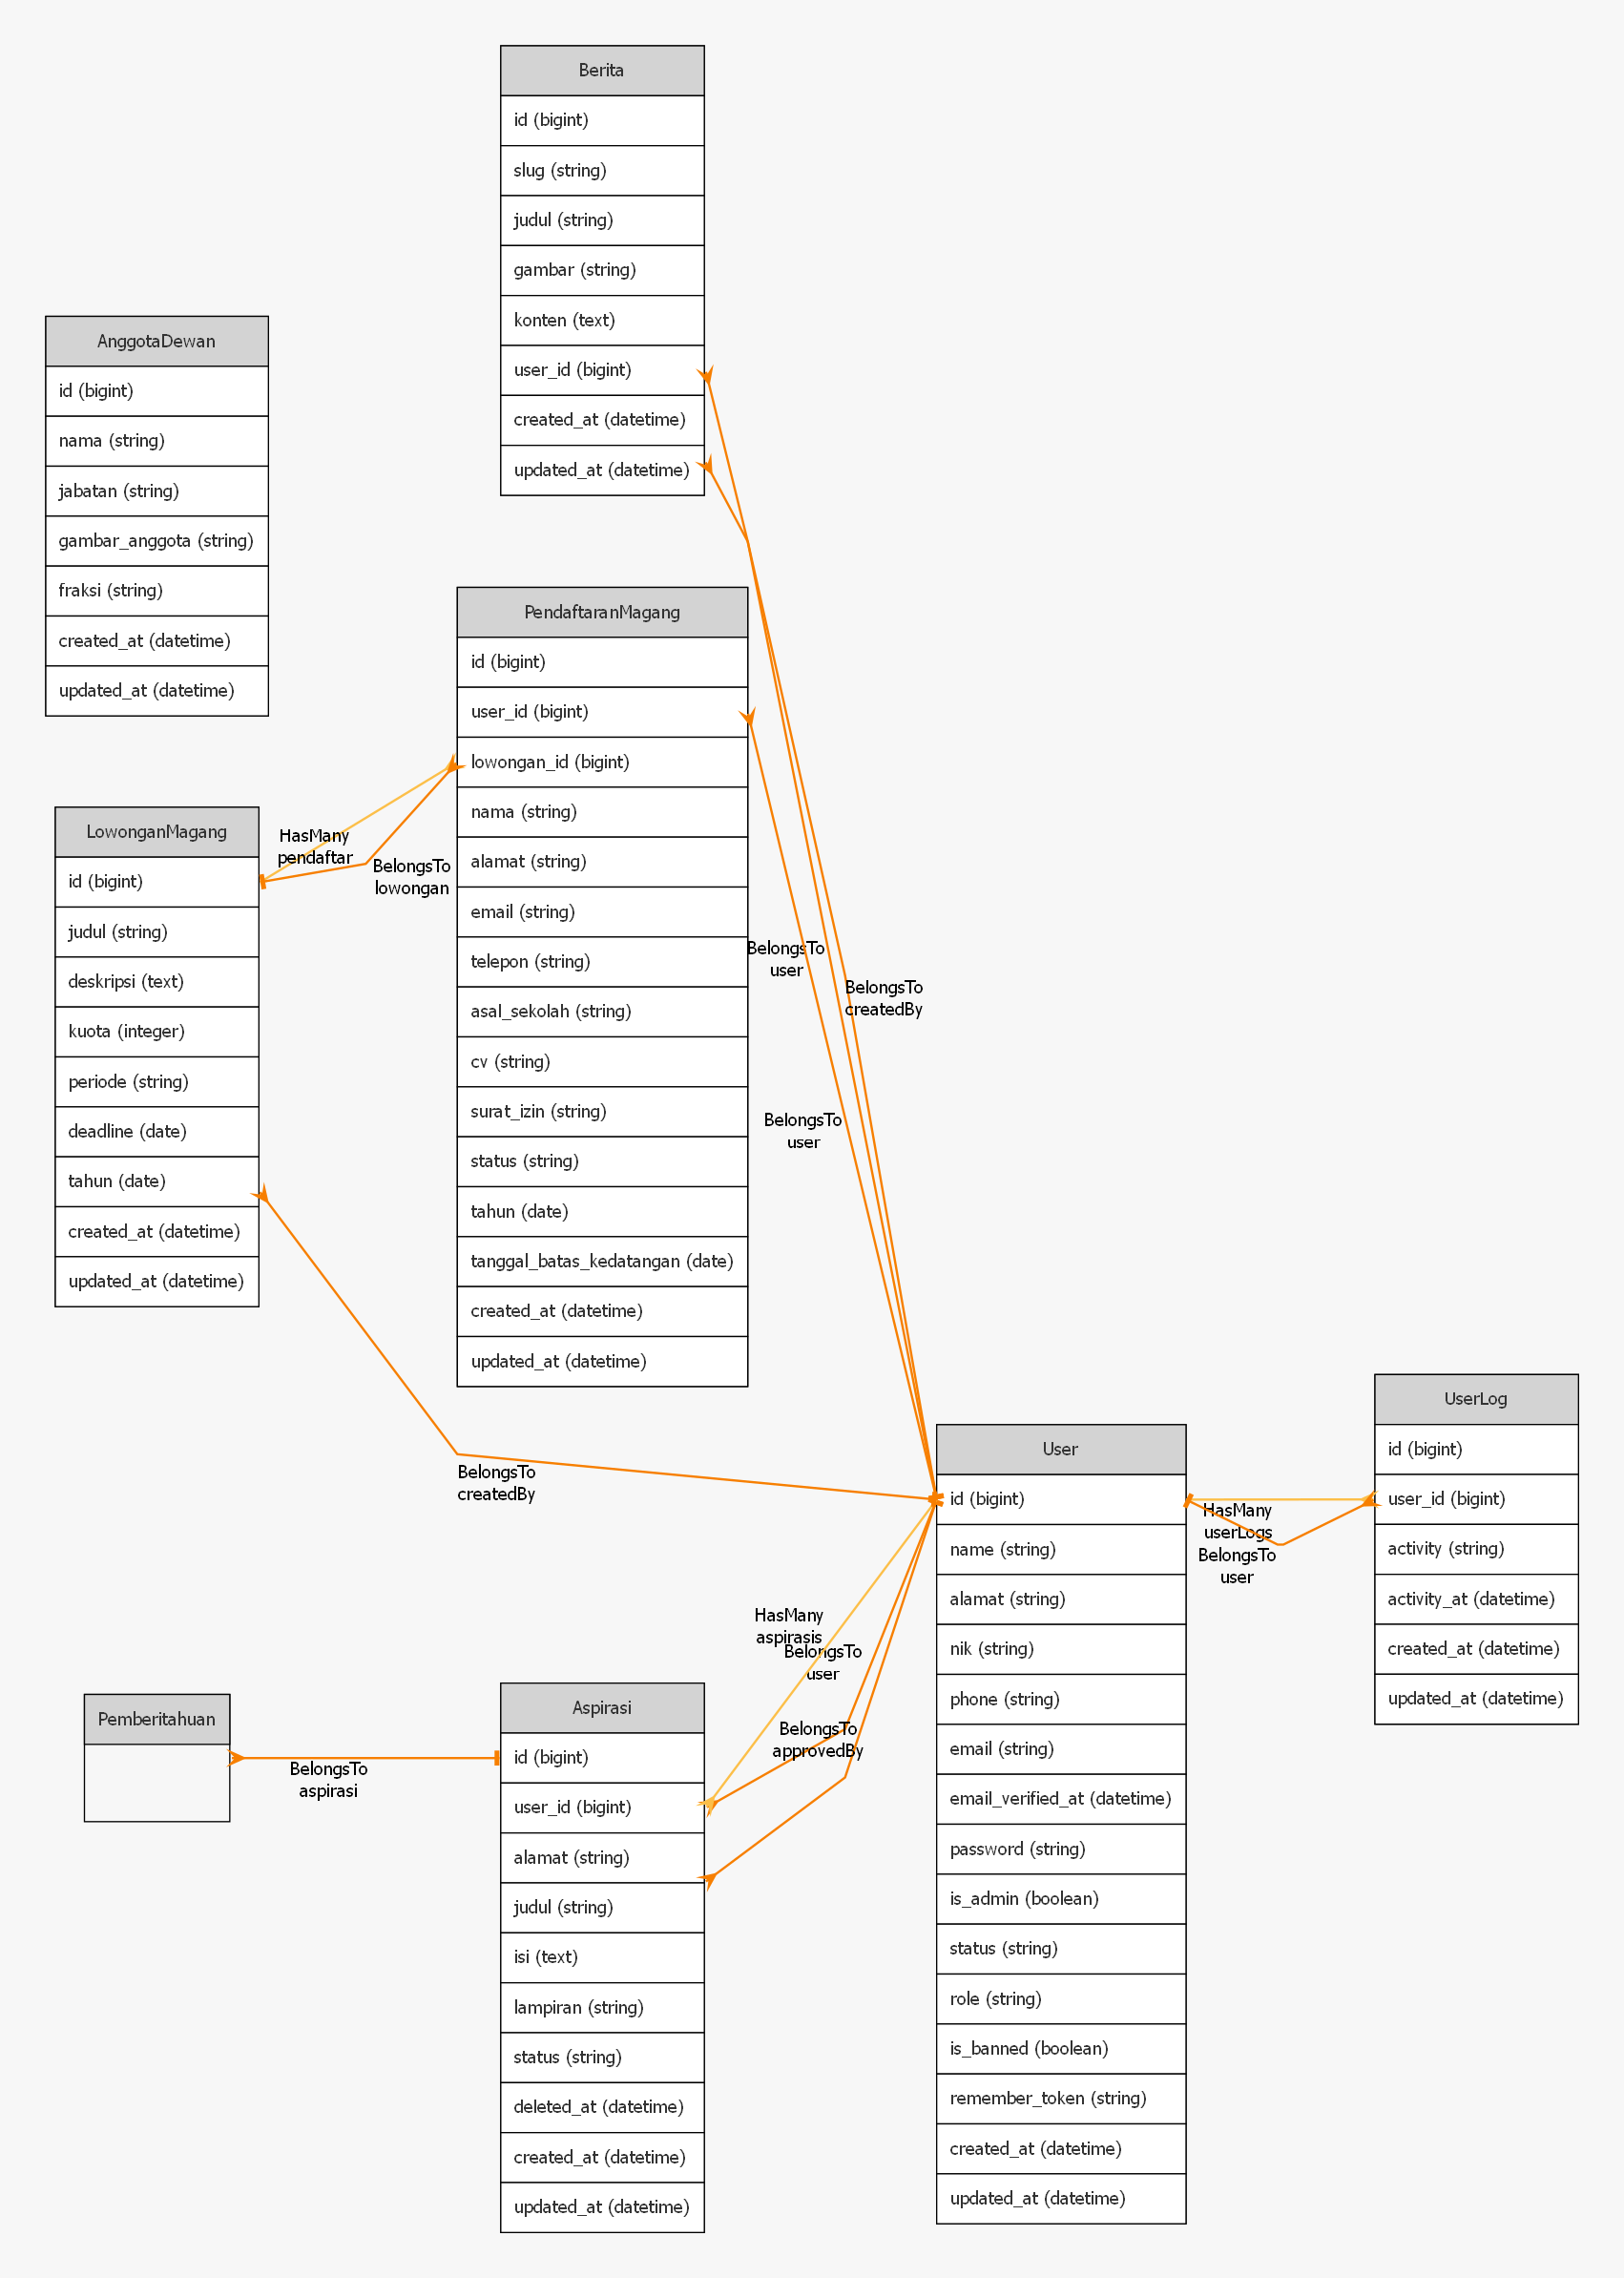 Berita
id (bigint)
slug (string)
judul (string)
gambar (string)
konten (text)
user_id (bigint)
created_at (datetime)
updated_at (datetime)
AnggotaDewan
id (bigint)
nama (string)
jabatan (string)
gambar_anggota (string)
fraksi (string)
created_at (datetime)
updated_at (datetime)
PendaftaranMagang
id (bigint)
user_id (bigint)
lowongan_id (bigint)
nama (string)
alamat (string)
email (string)
telepon (string)
asal_sekolah (string)
cv (string)
surat_izin (string)
status (string)
tahun (date)
tanggal_batas_kedatangan (date)
created_at (datetime)
updated_at (datetime)
LowonganMagang
id (bigint)
judul (string)
deskripsi (text)
kuota (integer)
periode (string)
deadline (date)
tahun (date)
created_at (datetime)
updated_at (datetime)
HasMany
pendaftar
BelongsTo
lowongan
BelongsTo
user
BelongsTo
createdBy
BelongsTo
user
BelongsTo
createdBy
User
id (bigint)
name (string)
alamat (string)
nik (string)
phone (string)
email (string)
email_verified_at (datetime)
password (string)
is_admin (boolean)
status (string)
role (string)
is_banned (boolean)
remember_token (string)
created_at (datetime)
updated_at (datetime)
HasMany
userLogs
BelongsTo
user
UserLog
id (bigint)
user_id (bigint)
activity (string)
activity_at (datetime)
created_at (datetime)
updated_at (datetime)
HasMany
aspirasis
BelongsTo
user
BelongsTo
approvedBy
Pemberitahuan
BelongsTo
aspirasi
Aspirasi
id (bigint)
user_id (bigint)
alamat (string)
judul (string)
isi (text)
lampiran (string)
status (string)
deleted_at (datetime)
created_at (datetime)
updated_at (datetime)